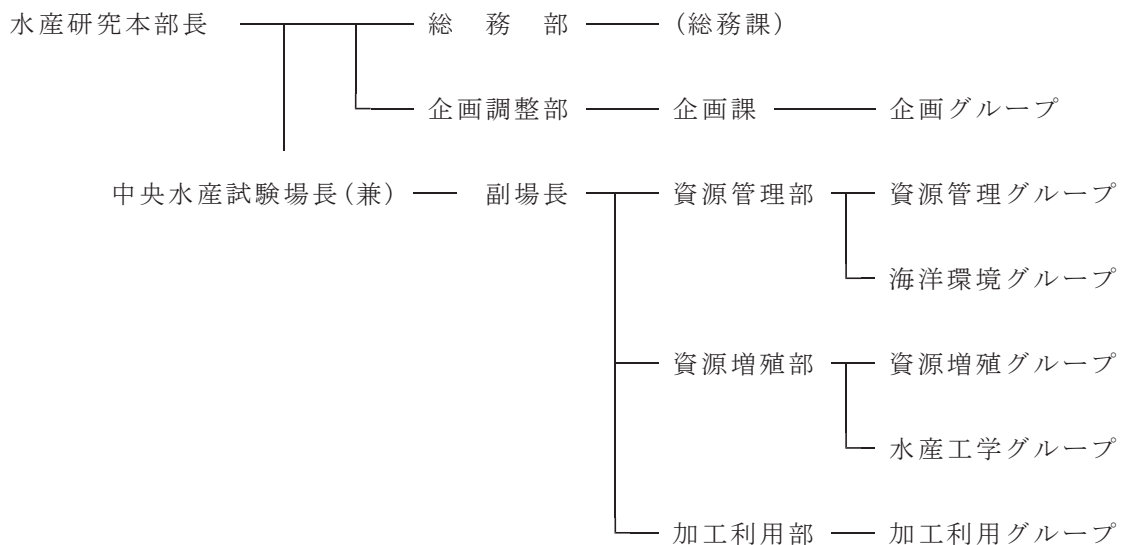 水産研究本部長 総務部 (総務課)
企画調整部 企画課 企画グループ
中央水産試験場長(兼) 副場長 資源管理部 資源管理グループ
海洋環境グループ
資源増殖部 資源増殖グループ
水産工学グループ
加工利用部 加工利用グループ